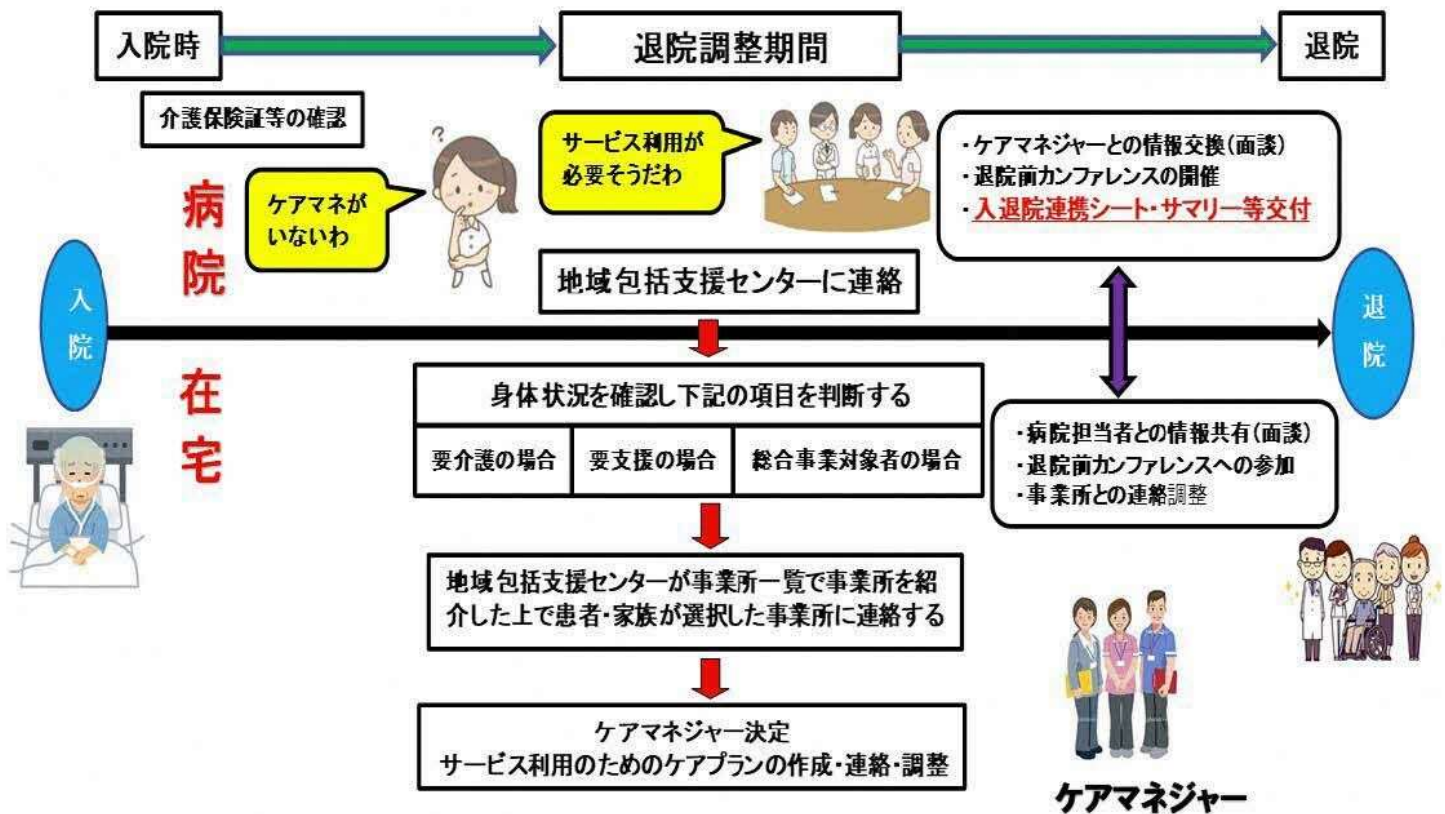 入院時
退院調整期間
退院
介護保険証等の確認
ケアマネが
いないわ
?
サービス利用が
必要そうだわ
・ケアマネジャーとの情報交換(面談)
・退院前カンファレンスの開催
・入退院連携シート・サマリー等交付
病院
地域包括支援センターに連絡
入院
退院
在宅
身体状況を確認し下記の項目を判断する
要介護の場合
要支援の場合
総合事業対象者の場合
・病院担当者との情報共有(面談)
・退院前カンファレンスへの参加
・事業所との連絡調整
地域包括支援センターが事業所一覧で事業所を紹
介した上で患者・家族が選択した事業所に連絡する
ケアマネジャー決定
サービス利用のためのケアプランの作成・連絡・調整
ケアマネジャー